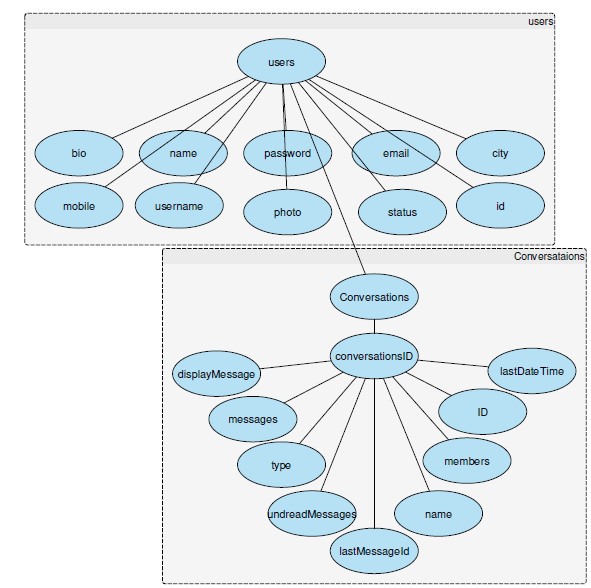 users
users
bio
name
password
email
city
mobile
username
photo
status
id
Conversataions
Conversations
conversationsID
displayMessage
lastDateTime
messages
ID
type
members
undreadMessages
name
lastMessageId